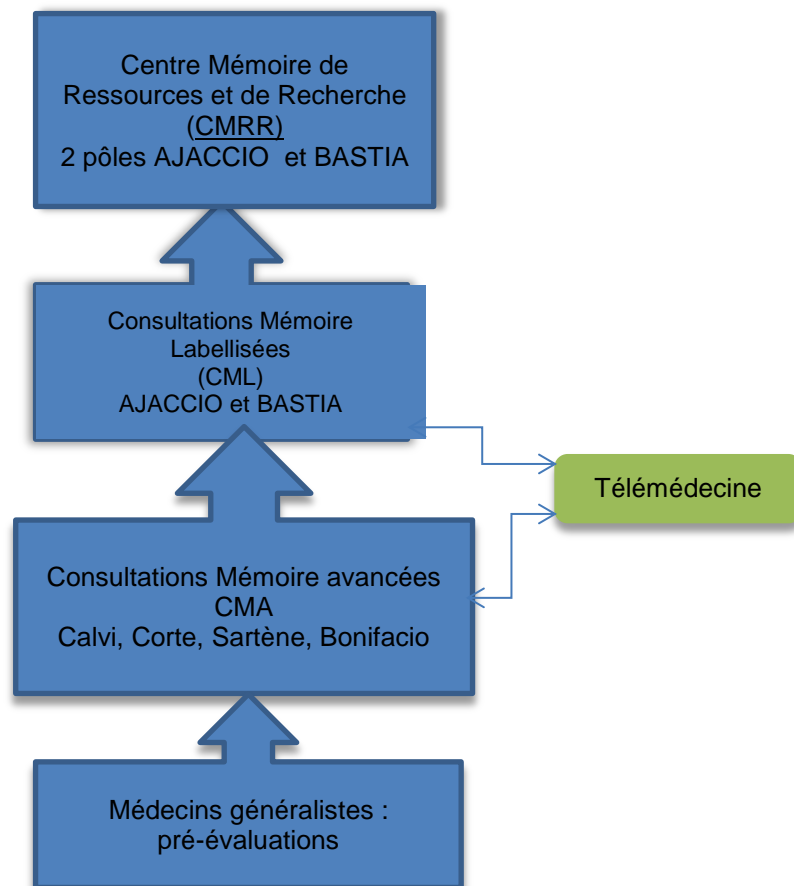 Centre Mémoire de
Ressources et de Recherche
(CMRR)
2 pôles AJACCIO et BASTIA
Consultations Mémoire
Labellisées
(CML)
AJACCIO et BASTIA
Télémédecine
Consultations Mémoire avancées
CMA
Calvi, Corte, Sartène, Bonifacio
Médecins généralistes :
pré-évaluations